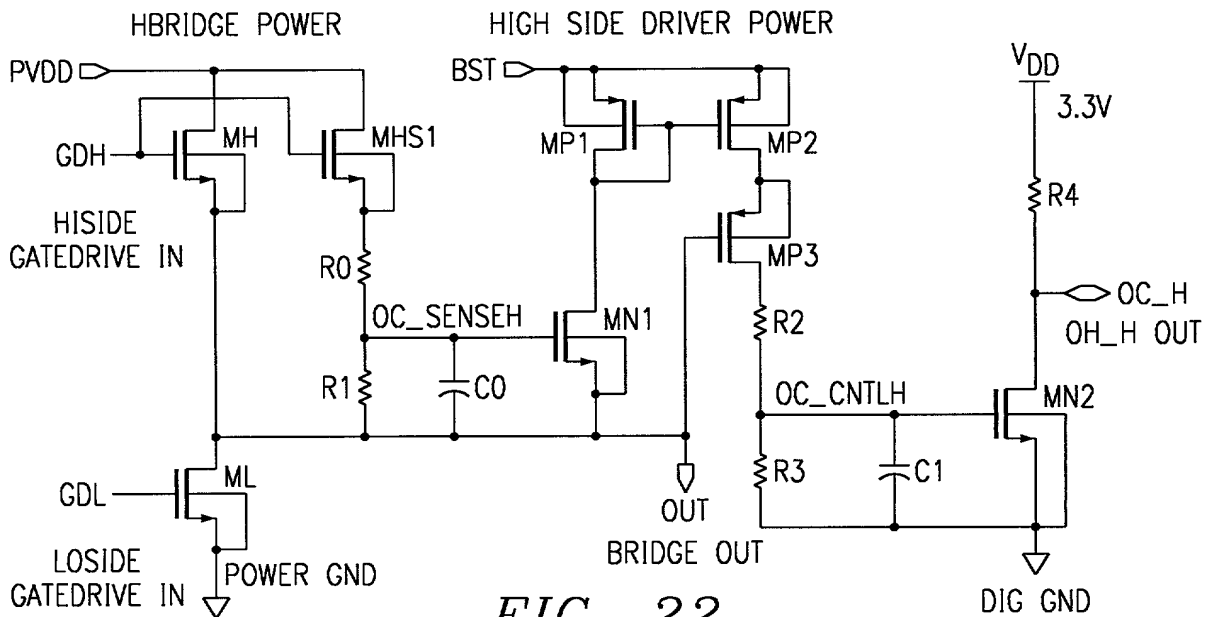 HBRIDGE POWER
HIGH SIDE DRIVER POWER
PVDD
BST
VDD
3.3V
MH
MHS1
GDH
MP1
MP2
R4
HISIDE
GATEDRIVE IN
MP3
R0
OC_SENSEH
MN1
R2
OC_H
OH_H OUT
R1
C0
OC_CNTLH
MN2
ML
GDL
R3
C1
OUT
BRIDGE OUT
LOSIDE
GATEDRIVE IN
POWER GND
DIG GND
FIG. 22